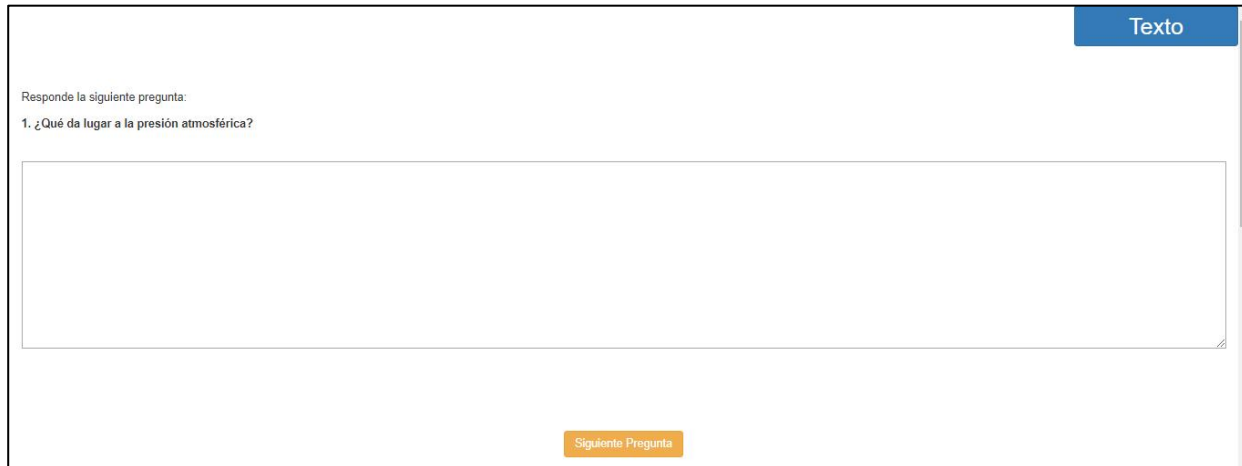 Texto
Responde la siguiente pregunta:
1. ¿Qué da lugar a la presión atmosférica?
Siguiente Pregunta